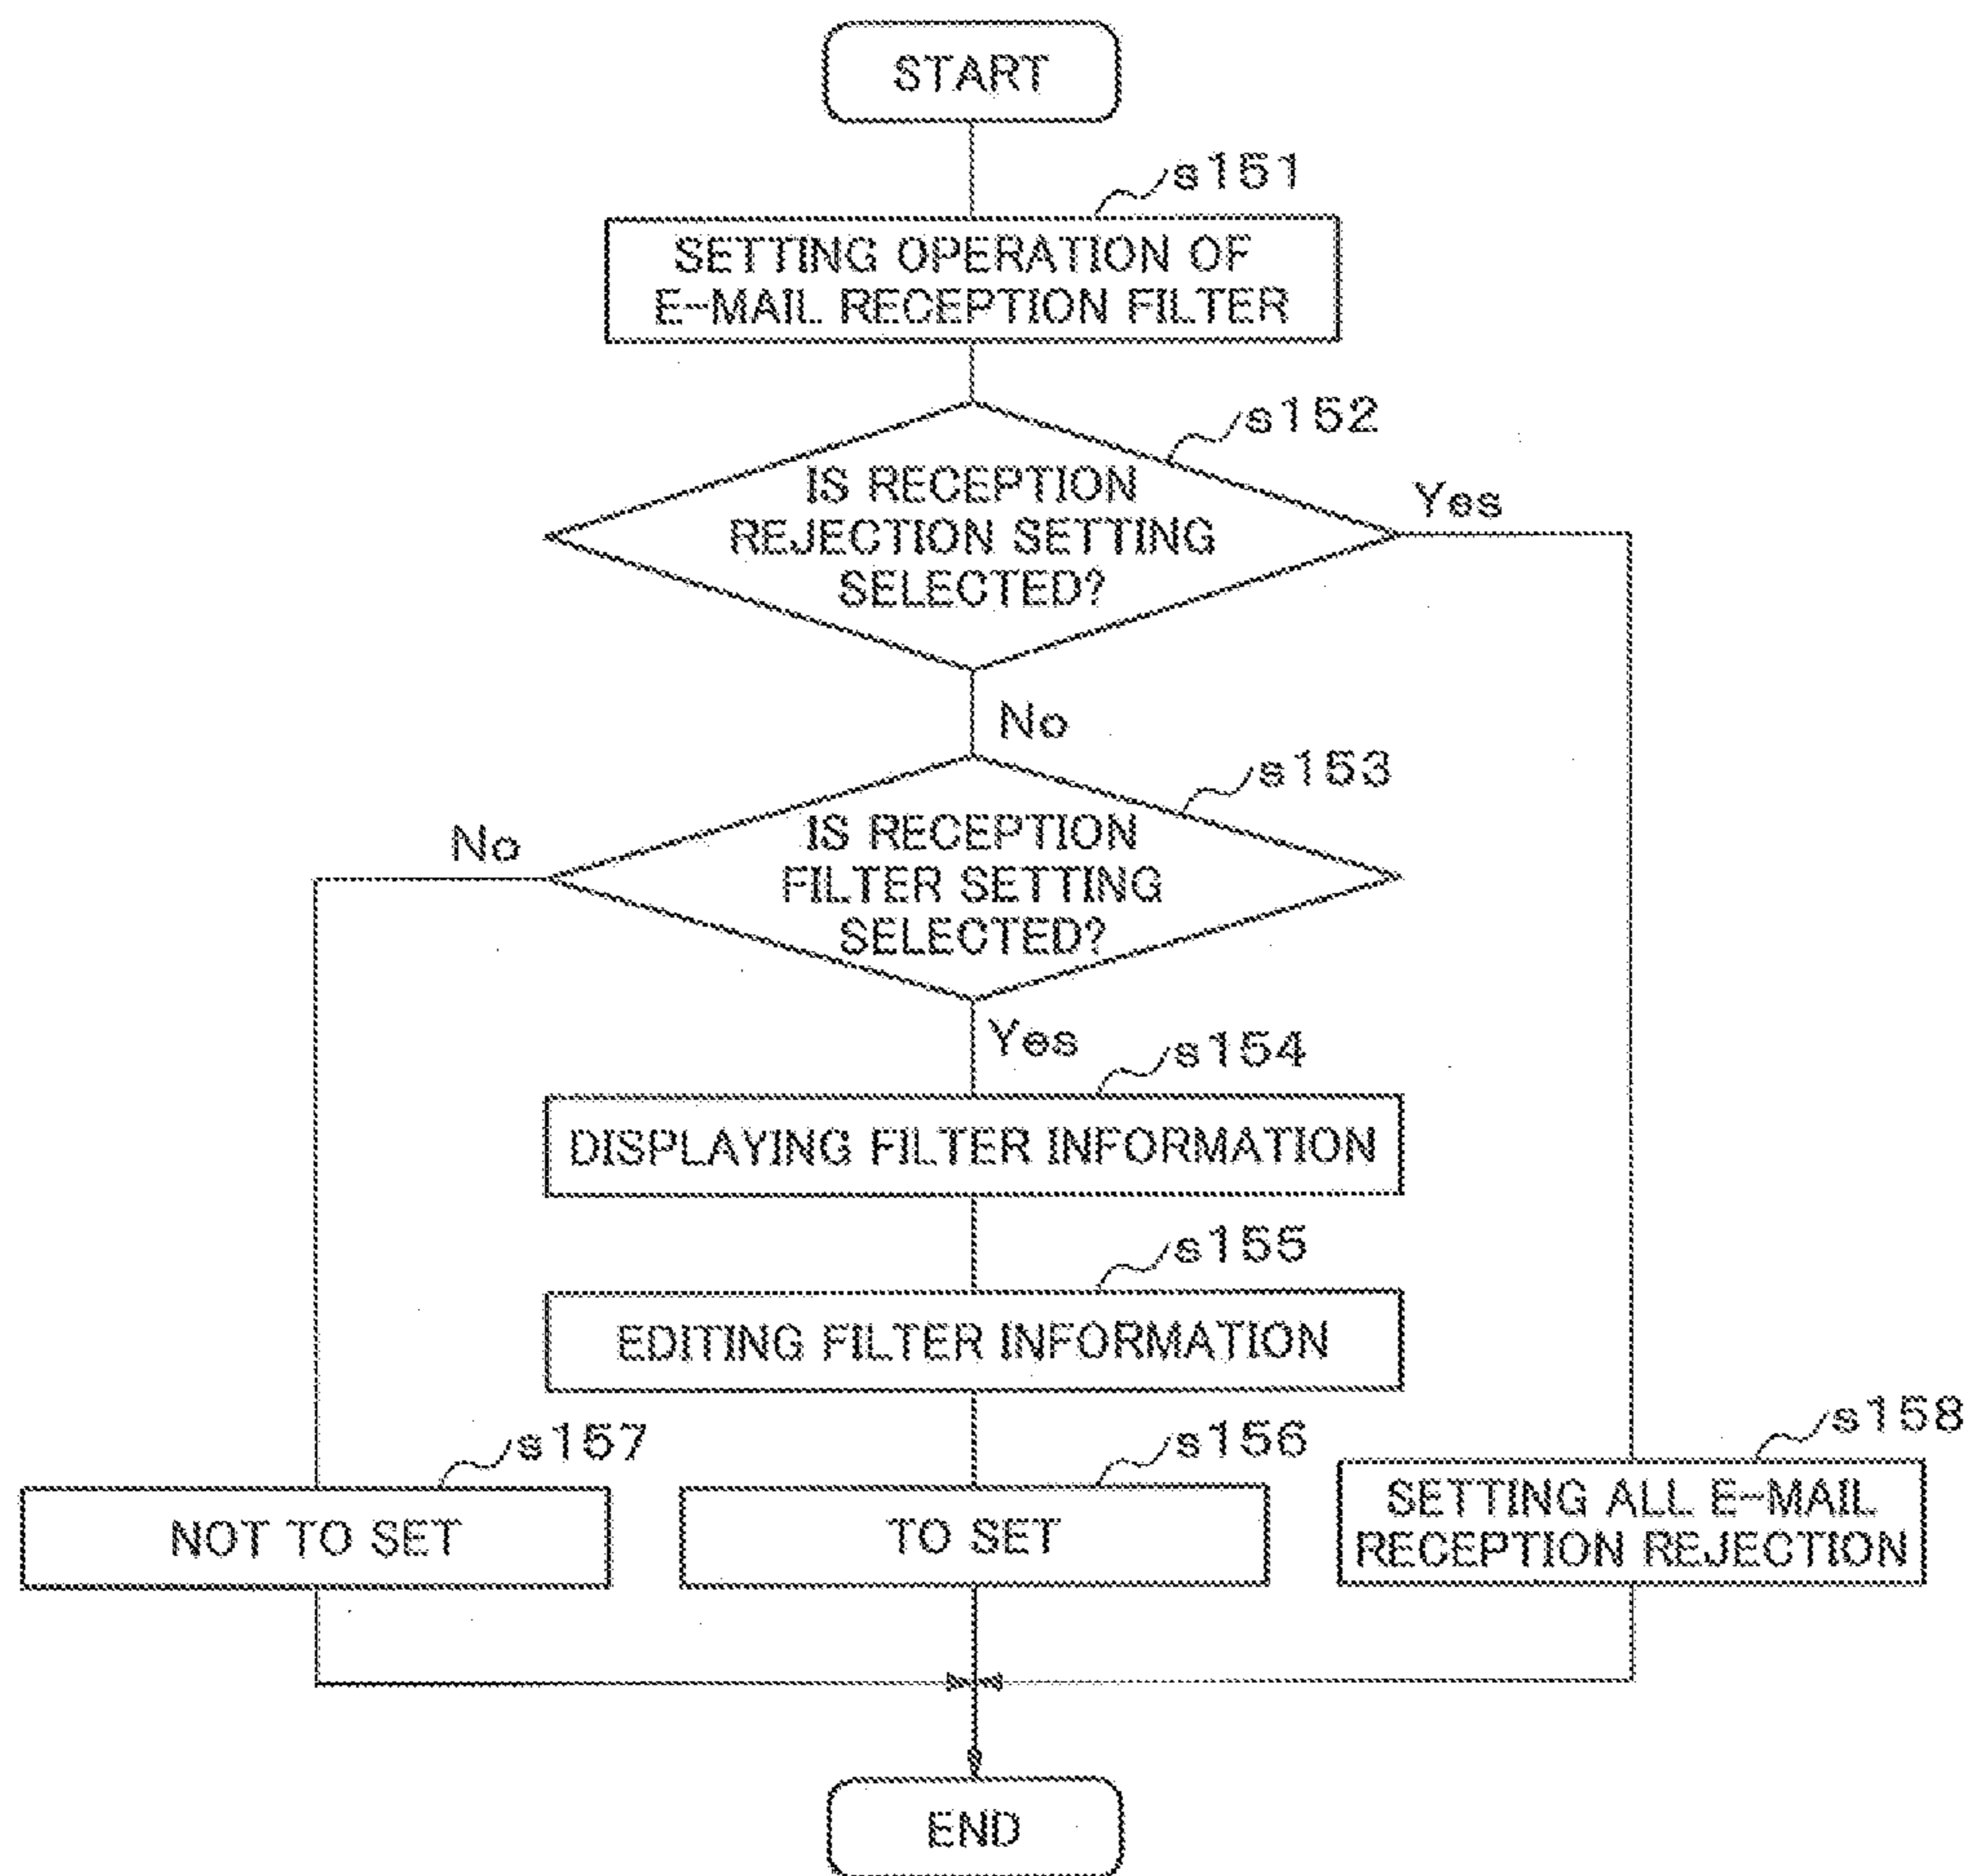 START
s151
SETTING OPERATION OF
E-MAIL RECEPTION FILTER
s152
IS RECEPTION
REJECTION SETTING
SELECTED?
Yes
No
s153
IS RECEPTION
FILTER SETTING
SELECTED?
No
Yes
s154
DISPLAYING FILTER INFORMATION
s155
EDITING FILTER INFORMATION
s157
NOT TO SET
s156
TO SET
s158
SETTING ALL E-MAIL
RECEPTION REJECTION
END